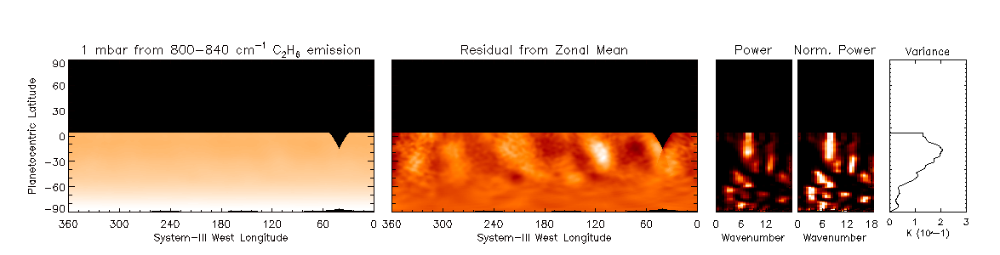 1 mbar from 800−840 cm⁻¹ C₂H₆ emission
Residual from Zonal Mean
Power
Norm. Power
Variance
Planetocentric Latitude
90
60
30
0
−30
−60
−90
360 300 240 180 120 60 0
System−III West Longitude
360 300 240 180 120 60 0
System−III West Longitude
0 6 12
Wavenumber
0 6 12 18
Wavenumber
0 1 2 3
K (10^−1)